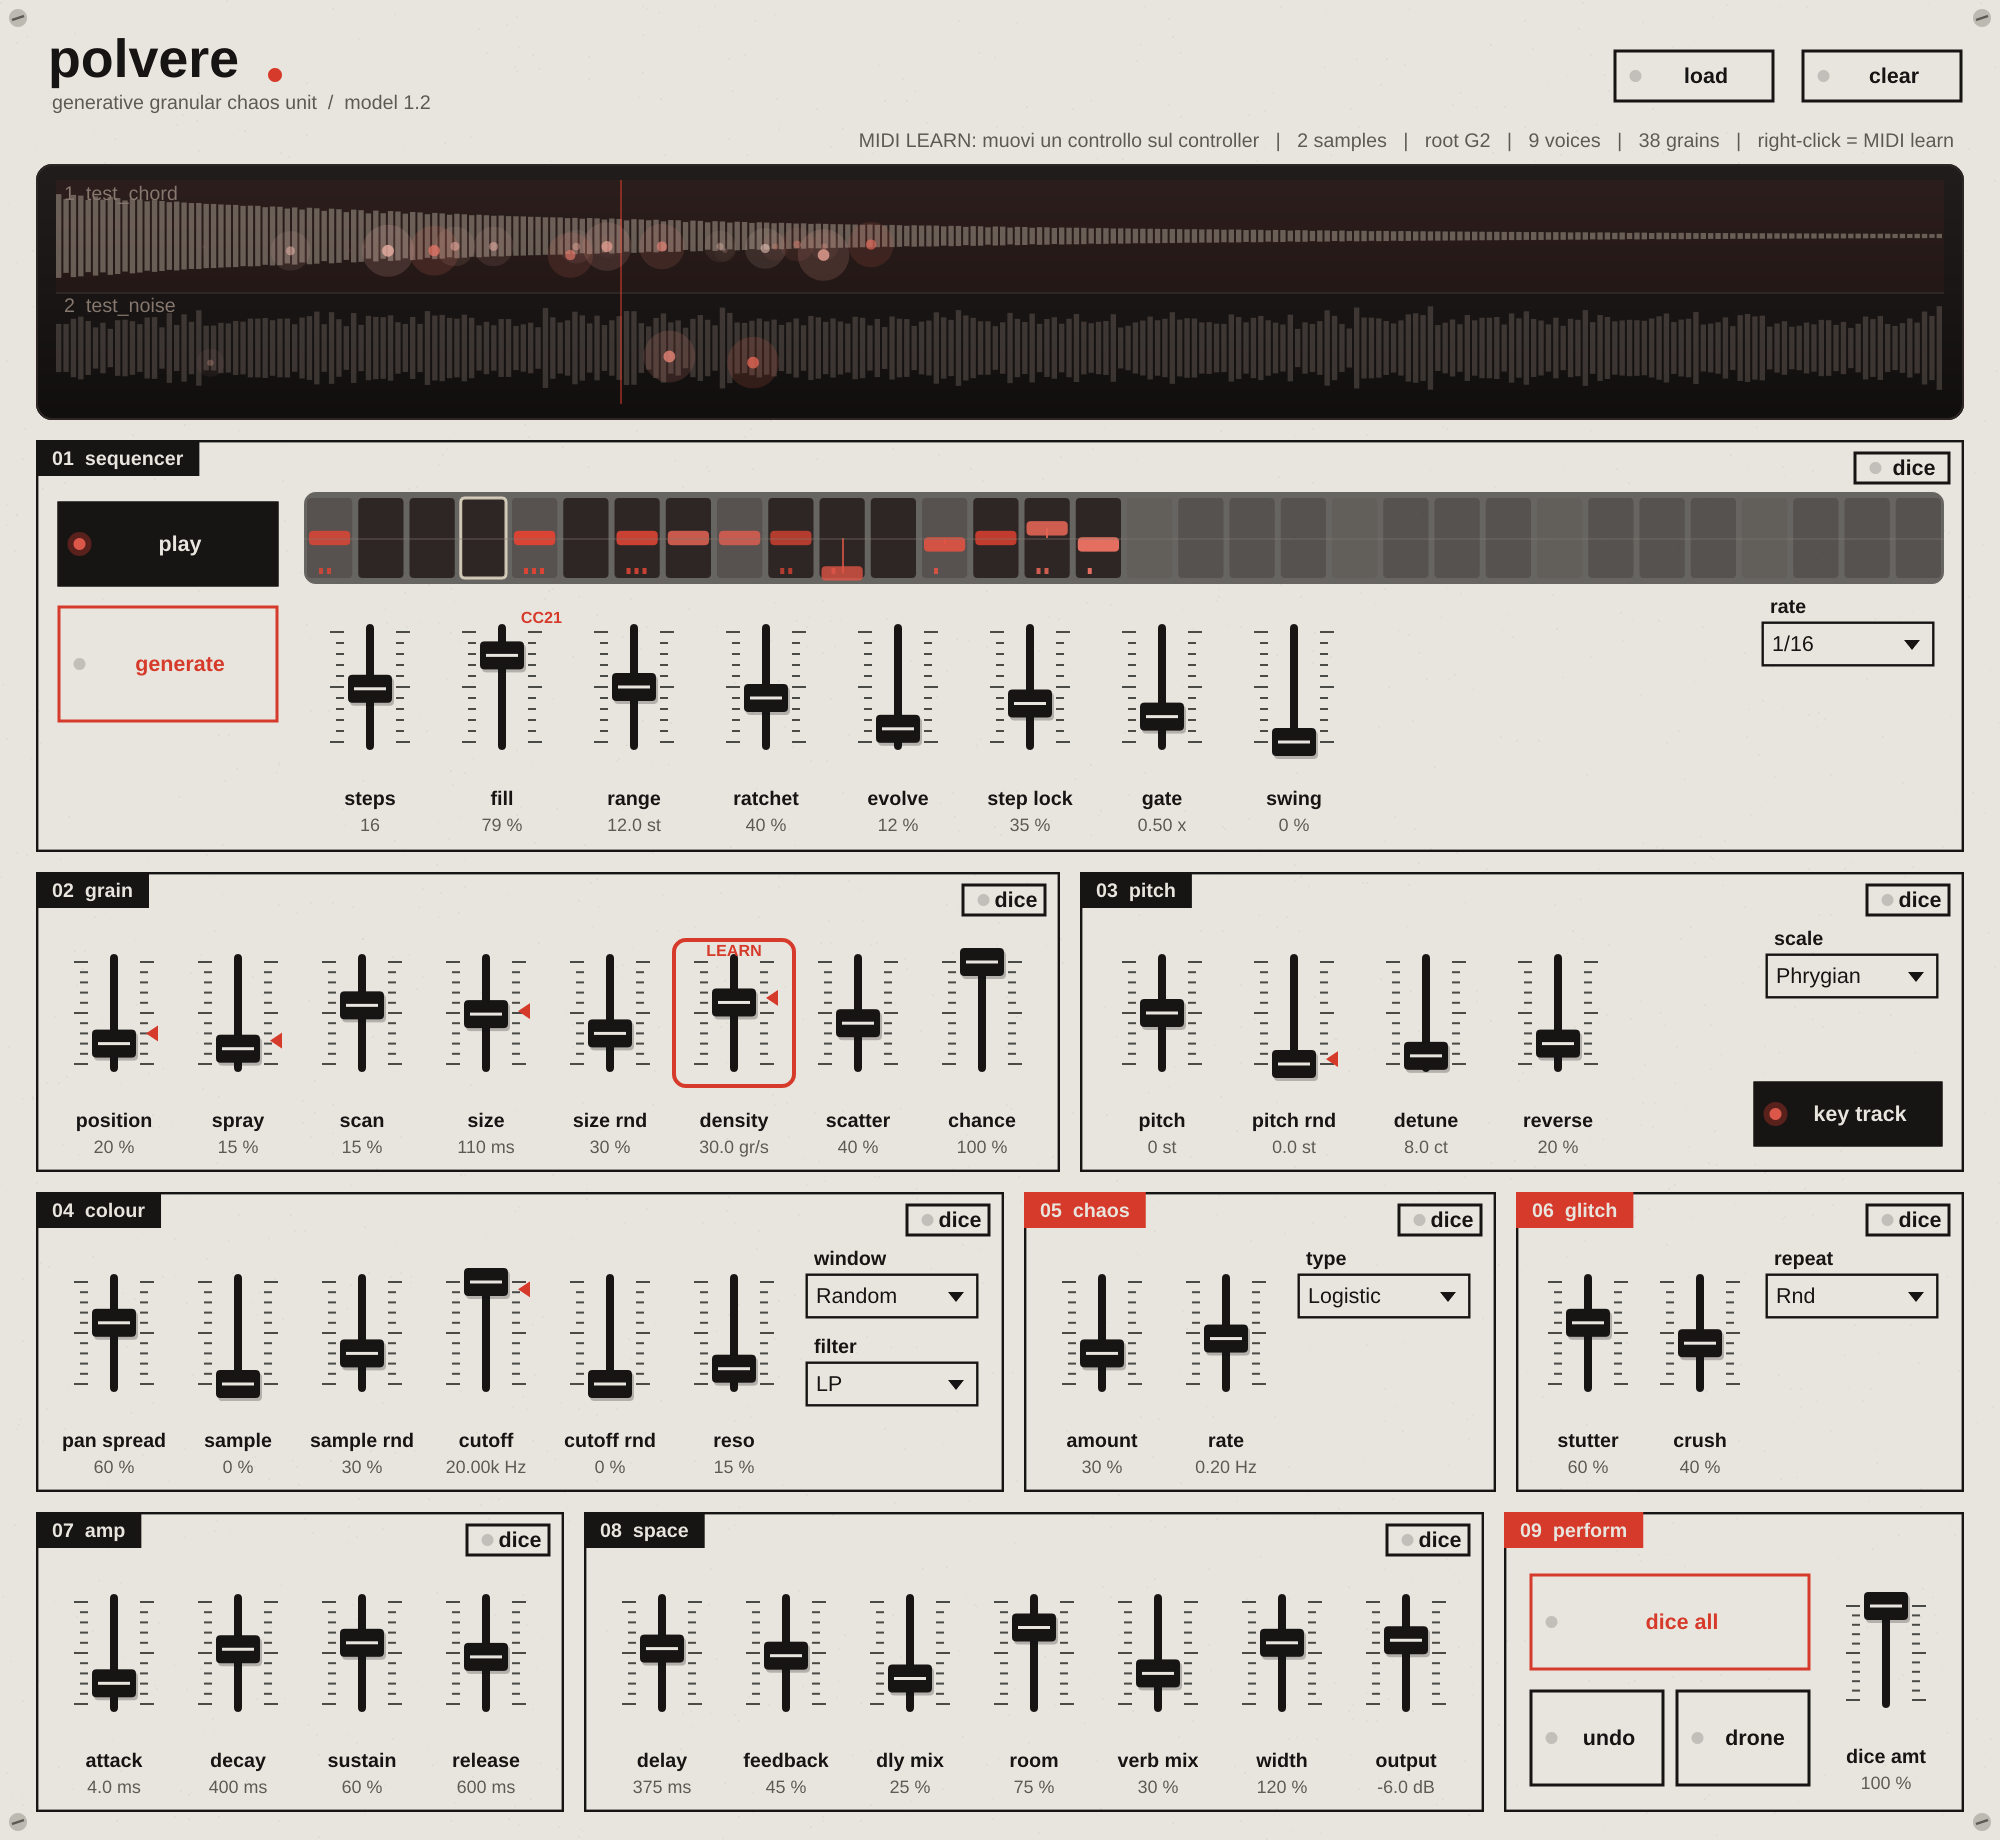 polvere
generative granular chaos unit / model 1.2
load
clear
MIDI LEARN: muovi un controllo sul controller | 2 samples | root G2 | 9 voices | 38 grains | right-click = MIDI learn
1 test_chord
2 test_noise
01 sequencer
dice
play
generate
CC21
rate
1/16
steps fill range ratchet evolve step lock gate swing
16 79 % 12.0 st 40 % 12 % 35 % 0.50 x 0 %
02 grain
dice
LEARN
position spray scan size size rnd density scatter chance
20 % 15 % 15 % 110 ms 30 % 30.0 gr/s 40 % 100 %
03 pitch
dice
scale
Phrygian
key track
pitch pitch rnd detune reverse
0 st 0.0 st 8.0 ct 20 %
04 colour
dice
window
Random
filter
LP
pan spread sample sample rnd cutoff cutoff rnd reso
60 % 0 % 30 % 20.00k Hz 0 % 15 %
05 chaos
dice
type
Logistic
amount rate
30 % 0.20 Hz
06 glitch
dice
repeat
Rnd
stutter crush
60 % 40 %
07 amp
dice
attack decay sustain release
4.0 ms 400 ms 60 % 600 ms
08 space
dice
delay feedback dly mix room verb mix width output
375 ms 45 % 25 % 75 % 30 % 120 % -6.0 dB
09 perform
dice all
undo
drone
dice amt
100 %